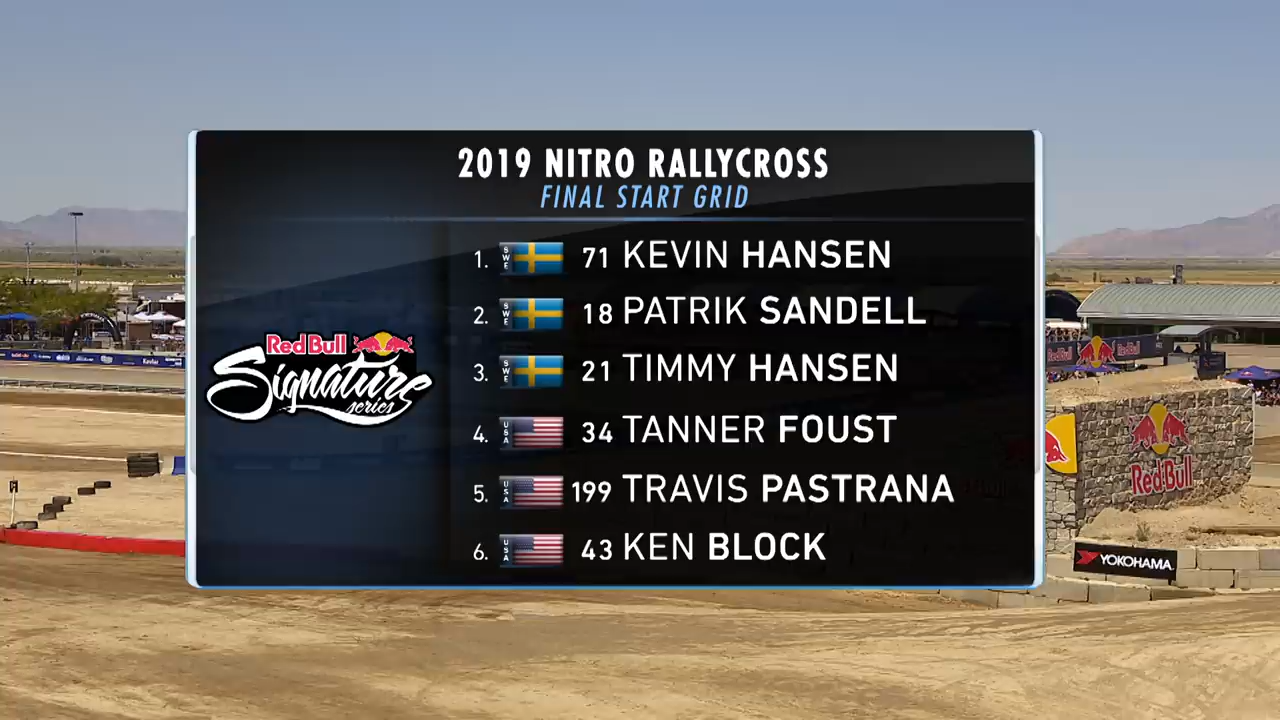 2019 NITRO RALLYCROSS
FINAL START GRID
1. SWE 71 KEVIN HANSEN
2. SWE 18 PATRIK SANDELL
3. SWE 21 TIMMY HANSEN
4. USA 34 TANNER FOUST
5. USA 199 TRAVIS PASTRANA
6. USA 43 KEN BLOCK
Red Bull
Signature
series
Red Bull
Red Bull
YOKOHAMA